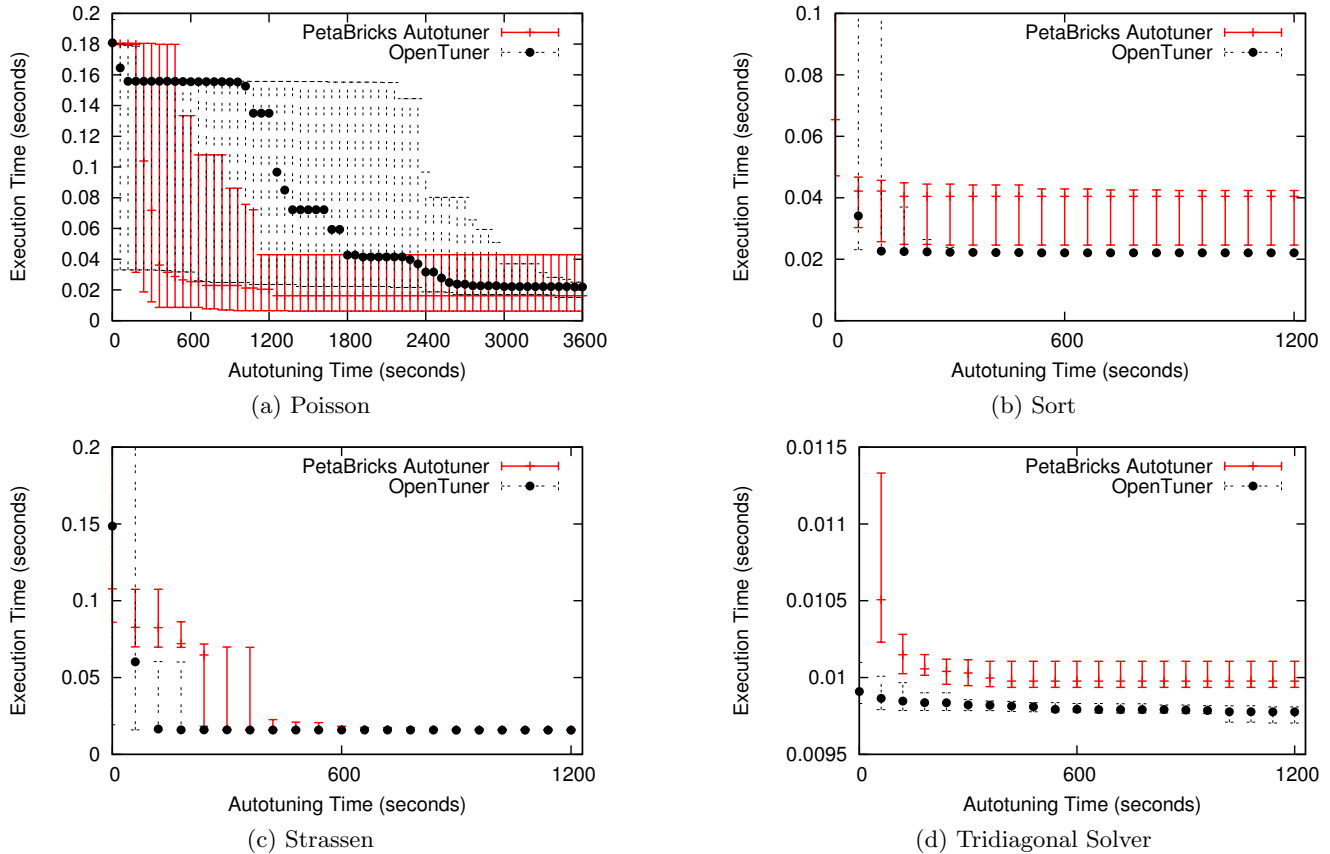 0.2
0.18
0.16
0.14
0.12
0.1
0.08
0.06
0.04
0.02
0
Execution Time (seconds)
PetaBricks Autotuner
OpenTuner
0 600 1200 1800 2400 3000 3600
Autotuning Time (seconds)
(a) Poisson
0.1
0.08
0.06
0.04
0.02
0
Execution Time (seconds)
PetaBricks Autotuner
OpenTuner
0 600 1200
Autotuning Time (seconds)
(b) Sort
0.2
0.15
0.1
0.05
0
Execution Time (seconds)
PetaBricks Autotuner
OpenTuner
0 600 1200
Autotuning Time (seconds)
(c) Strassen
0.0115
0.011
0.0105
0.01
0.0095
Execution Time (seconds)
PetaBricks Autotuner
OpenTuner
0 600 1200
Autotuning Time (seconds)
(d) Tridiagonal Solver